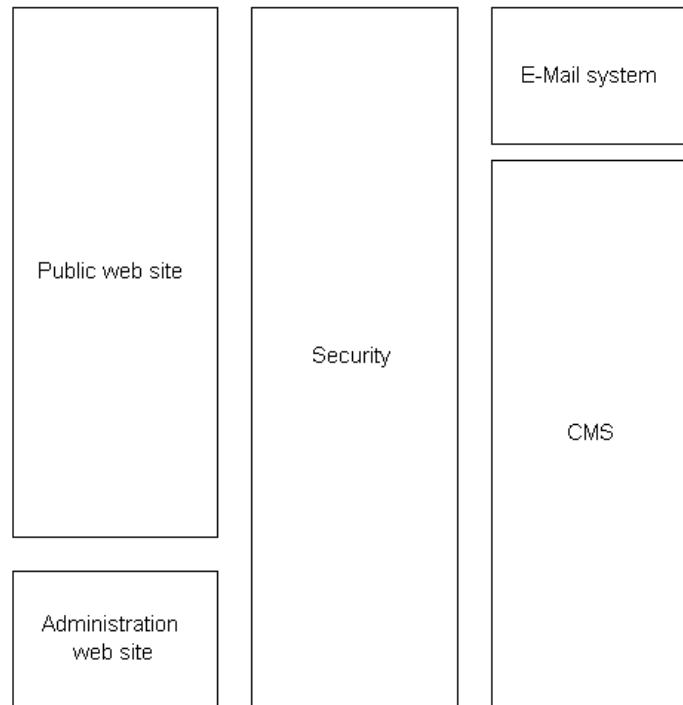 E-Mail system
Public web site
Security
CMS
Administration
web site